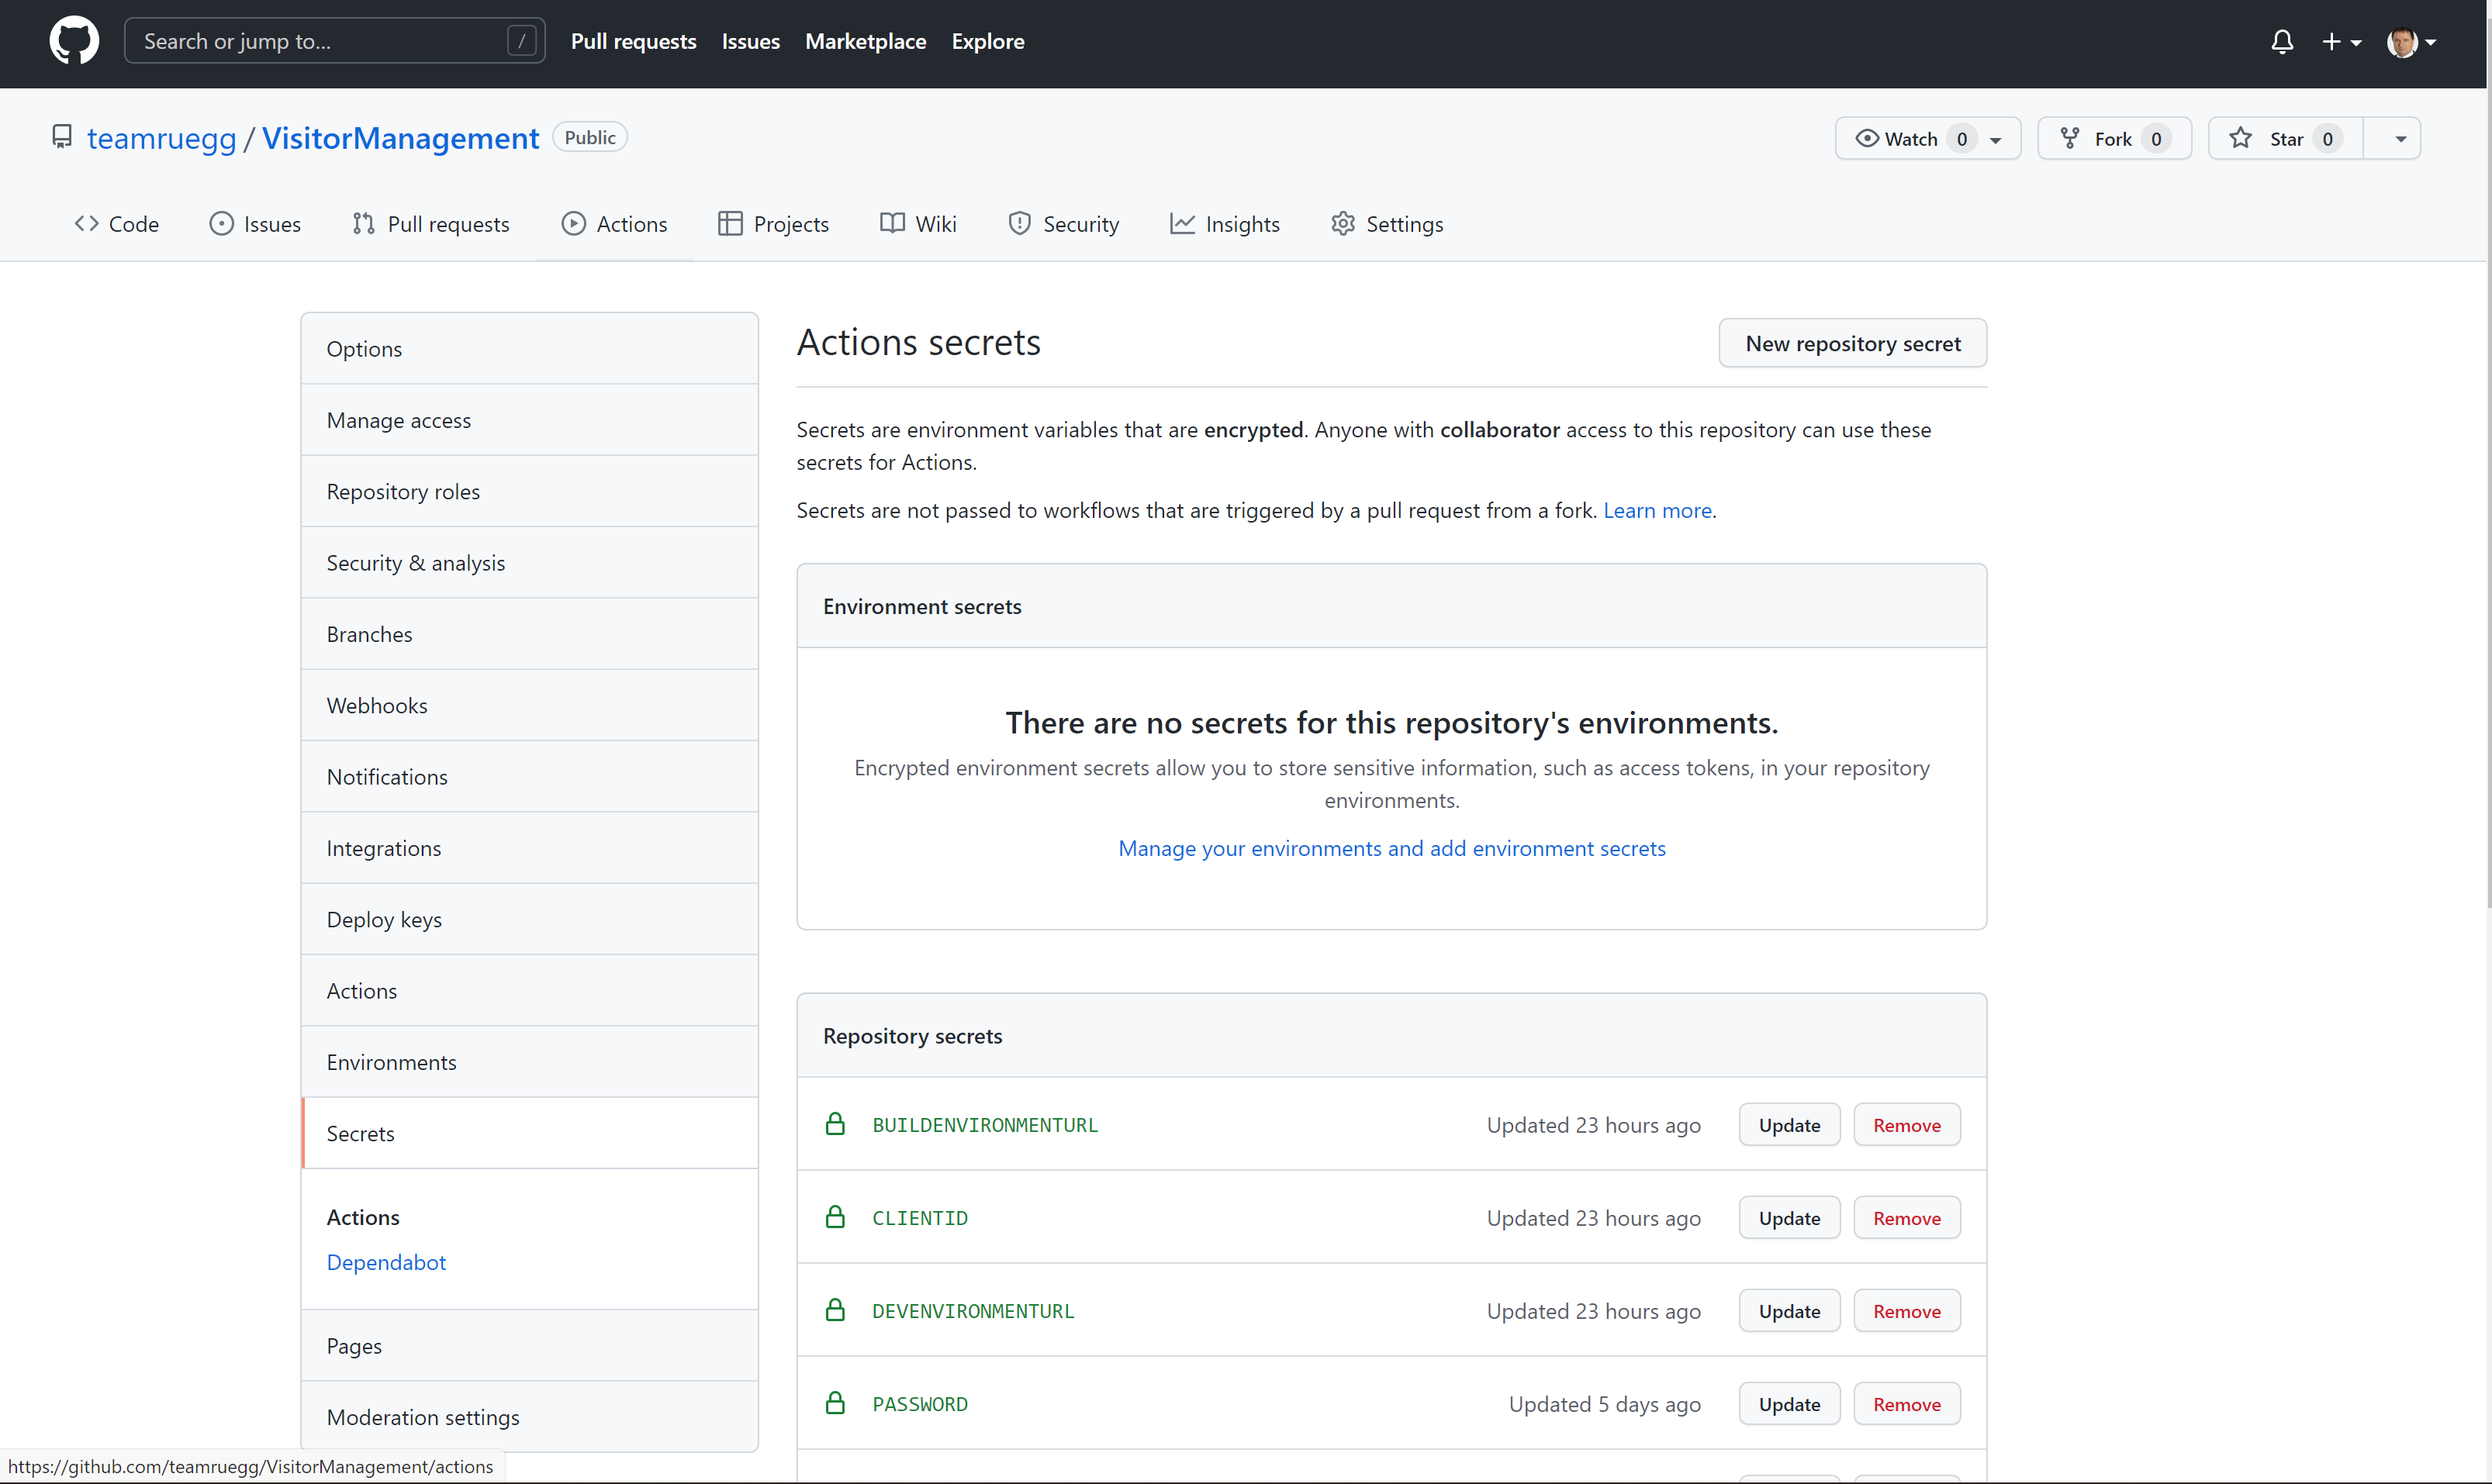 Search or jump to... /
Pull requests Issues Marketplace Explore
teamruegg / VisitorManagement Public
Watch 0
Fork 0
Star 0
Code Issues Pull requests Actions Projects Wiki Security Insights Settings
Options
Manage access
Repository roles
Security & analysis
Branches
Webhooks
Notifications
Integrations
Deploy keys
Actions
Environments
Secrets
Actions
Dependabot
Pages
Moderation settings
Actions secrets
New repository secret
Secrets are environment variables that are encrypted. Anyone with collaborator access to this repository can use these
secrets for Actions.
Secrets are not passed to workflows that are triggered by a pull request from a fork. Learn more.
Environment secrets
There are no secrets for this repository's environments.
Encrypted environment secrets allow you to store sensitive information, such as access tokens, in your repository
environments.
Manage your environments and add environment secrets
Repository secrets
BUILDENVIRONMENTURL Updated 23 hours ago Update Remove
CLIENTID Updated 23 hours ago Update Remove
DEVENVIRONMENTURL Updated 23 hours ago Update Remove
PASSWORD Updated 5 days ago Update Remove
https://github.com/teamruegg/VisitorManagement/actions